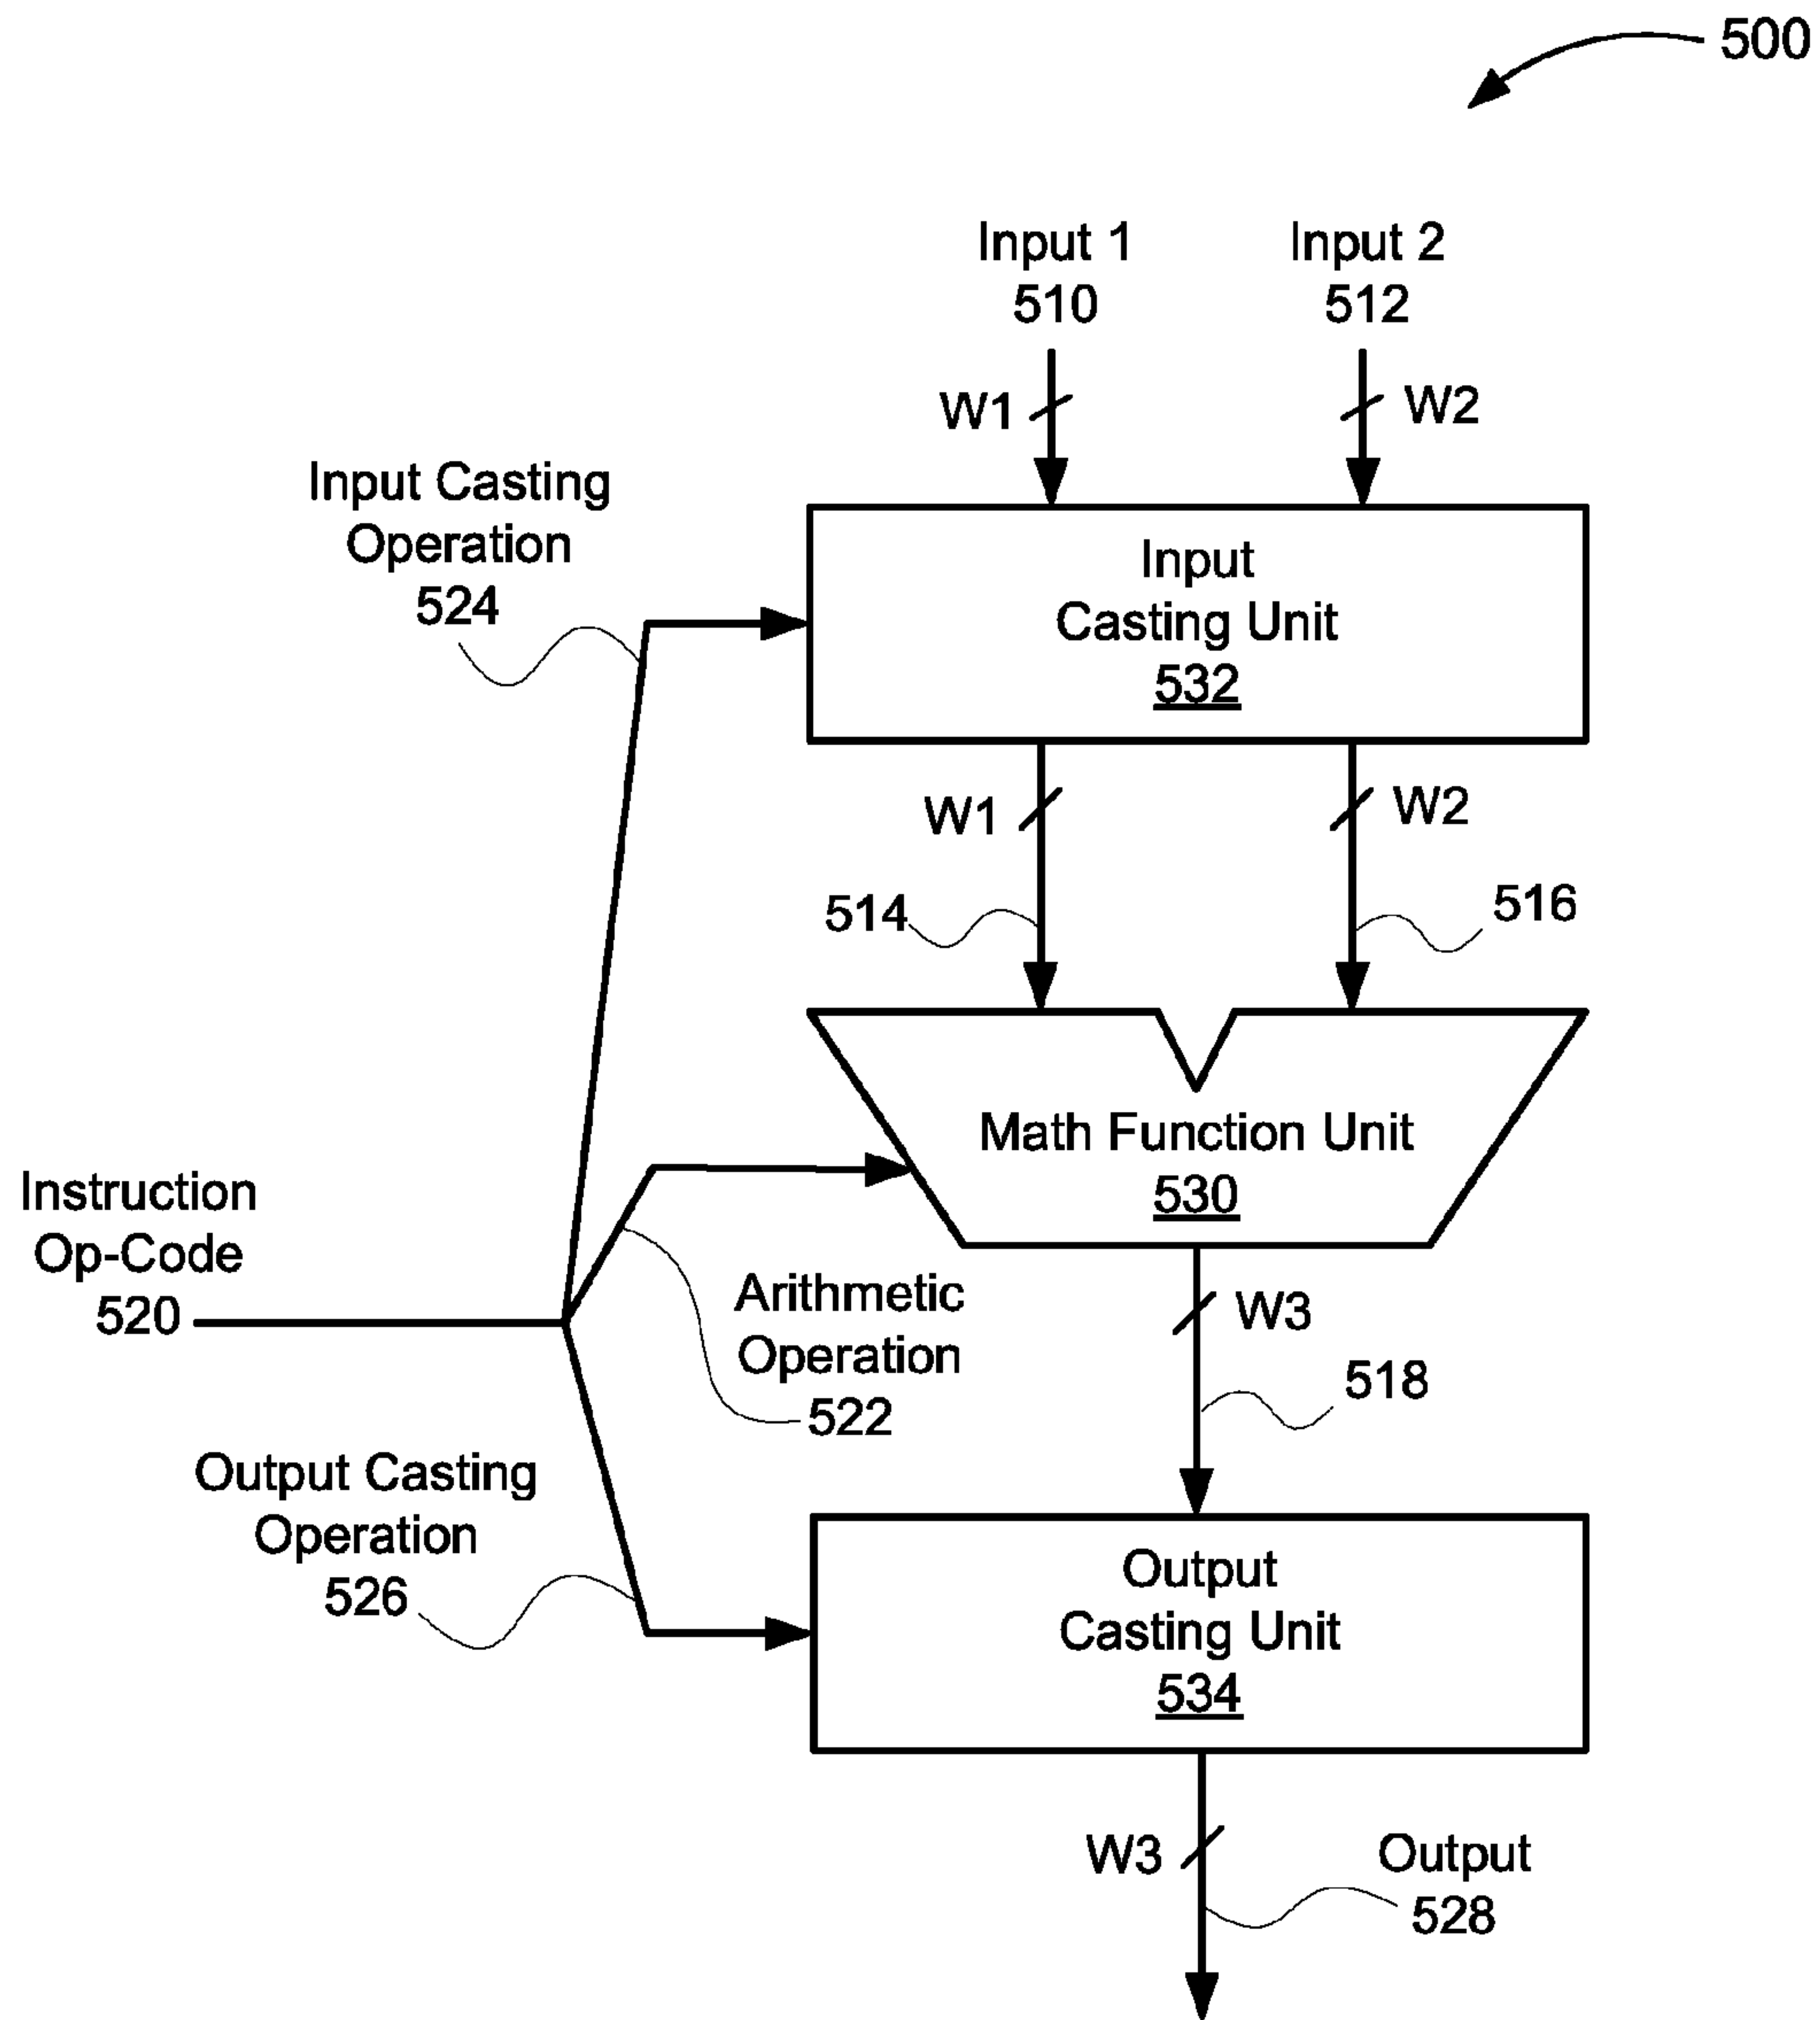 500
Input 1
510
Input 2
512
W1
W2
Input Casting
Operation
524
Input
Casting Unit
532
W1
W2
514
516
Math Function Unit
530
Instruction
Op-Code
520
Arithmetic
Operation
522
W3
518
Output Casting
Operation
526
Output
Casting Unit
534
W3
Output
528